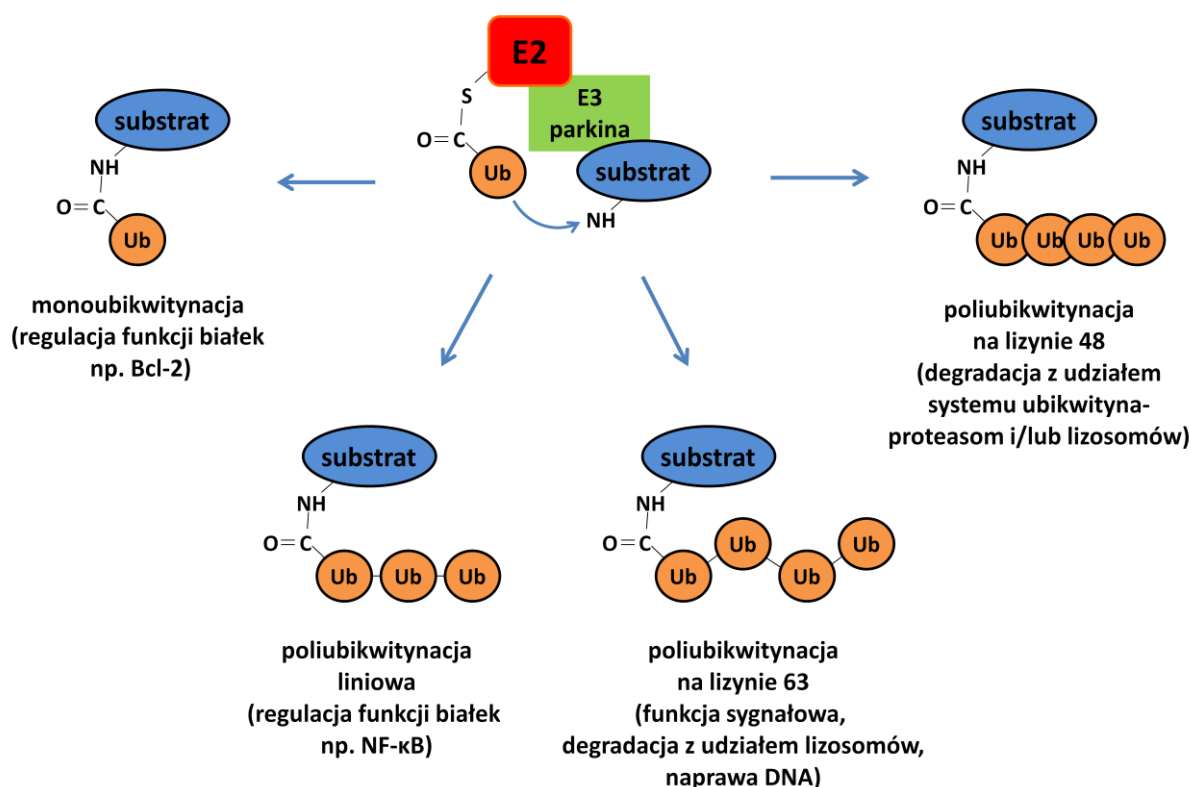 E2
E3
parkina
S
O=C
Ub
substrat
NH
substrat
NH
O=C
Ub
monoubikwitynacja
(regulacja funkcji białek
np. Bcl-2)
substrat
NH
O=C
Ub Ub Ub Ub
poliubikwitynacja
na lizynie 48
(degradacja z udziałem
systemu ubikwityna-
proteasom i/lub lizosomów)
substrat
NH
O=C
Ub Ub Ub
poliubikwitynacja
liniowa
(regulacja funkcji białek
np. NF-κB)
substrat
NH
O=C
Ub Ub Ub Ub
poliubikwitynacja
na lizynie 63
(funkcja sygnałowa,
degradacja z udziałem lizosomów,
naprawa DNA)